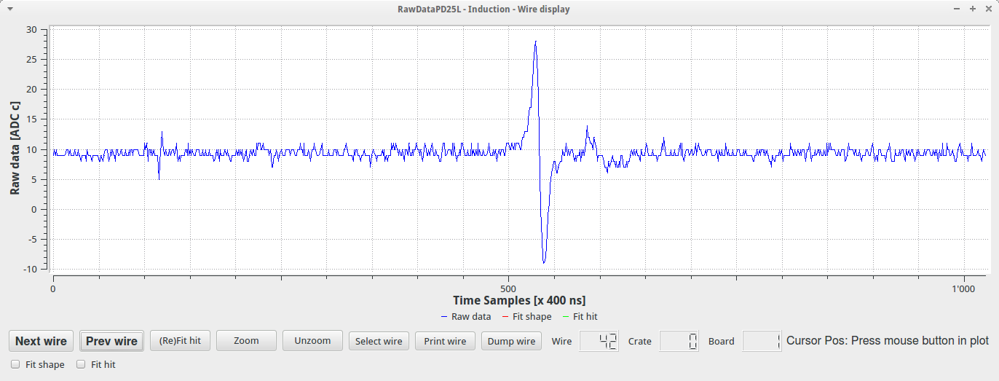 RawDataPD25L - Induction - Wire display
30
25
20
15
10
5
0
-5
-10
Raw data [ADC c]
0 500 1'000
Time Samples [x 400 ns]
Raw data Fit shape Fit hit
Next wire Prev wire (Re)Fit hit Zoom Unzoom Select wire Print wire Dump wire Wire 42 Crate 0 Board 1 Cursor Pos: Press mouse button in plot
Fit shape Fit hit